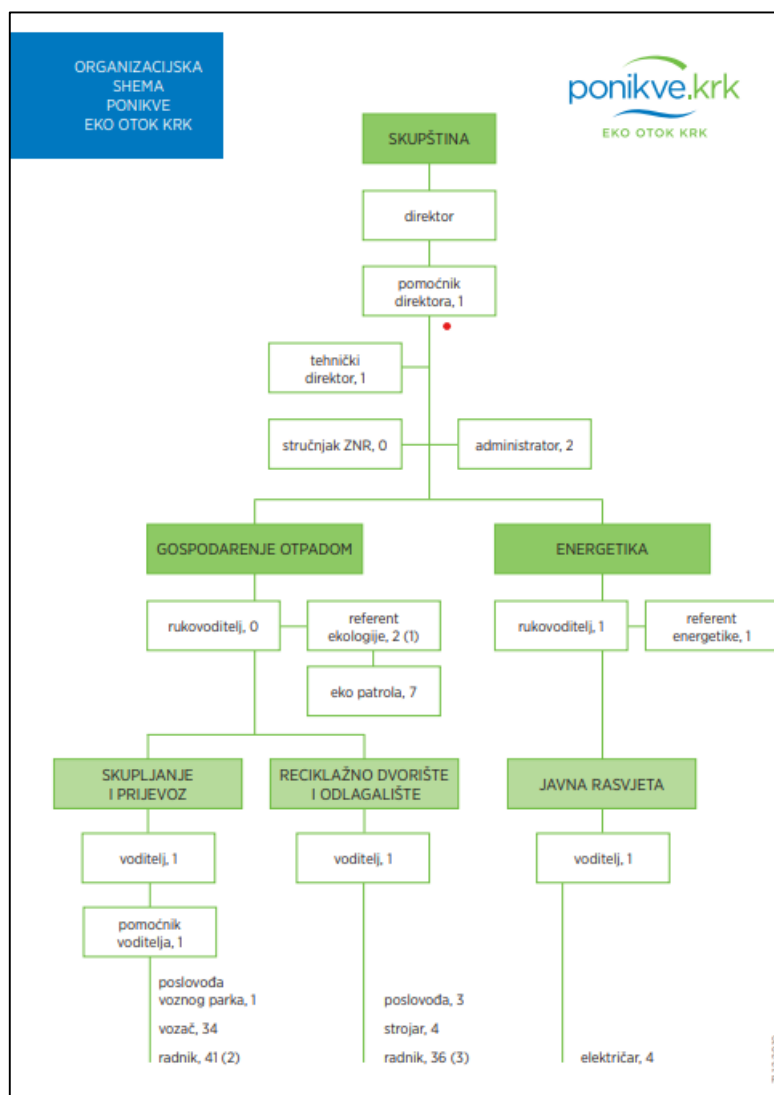 ORGANIZACIJSKA
SHEMA
PONIKVE
EKO OTOK KRK
ponikve.krk
EKO OTOK KRK
SKUPŠTINA
direktor
pomoćnik
direktora, 1
tehnički
direktor, 1
stručnjak ZNR, 0
administrator, 2
GOSPODARENJE OTPADOM
ENERGETIKA
rukovoditelj, 0
referent
ekologije, 2 (1)
rukovoditelj, 1
referent
energetike, 1
eko patrola, 7
SKUPLJANJE
I PRIJEVOZ
RECIKLAŽNO DVORIŠTE
I ODLAGALIŠTE
JAVNA RASVJETA
voditelj, 1
voditelj, 1
voditelj, 1
pomoćnik
voditelja, 1
poslovođa
voznog parka, 1
vozač, 34
radnik, 41 (2)
poslovođa, 3
strojar, 4
radnik, 36 (3)
električar, 4